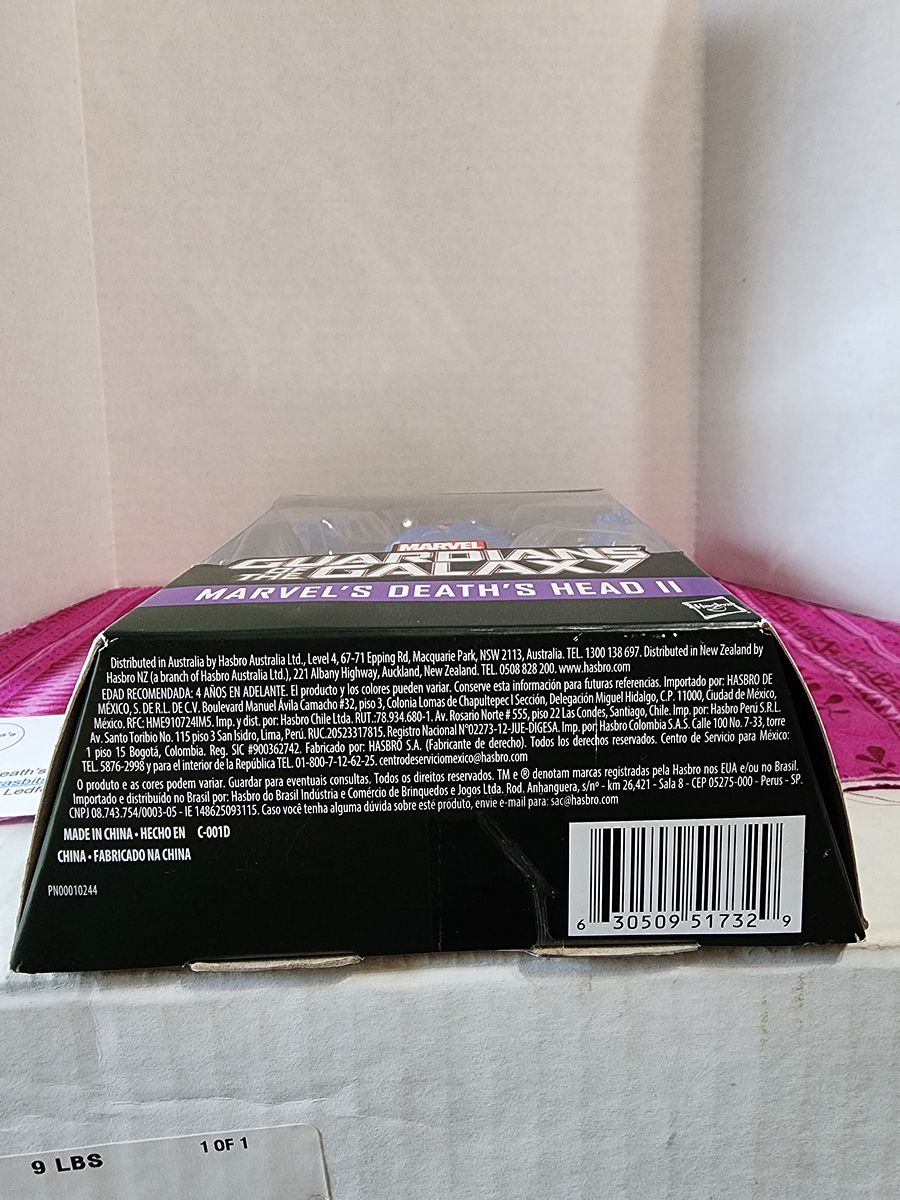 MARVEL
GUARDIANS
THE GALAXY
MARVEL'S DEATH'S HEAD II
Hasbro
Distributed in Australia by Hasbro Australia Ltd., Level 4, 67-71 Epping Rd, Macquarie Park, NSW 2113, Australia. TEL. 1300 138 697. Distributed in New Zealand by
Hasbro NZ (a branch of Hasbro Australia Ltd.), 221 Albany Highway, Auckland, New Zealand. TEL. 0508 828 200. www.hasbro.com
EDAD RECOMENDADA: 4 AÑOS EN ADELANTE. El producto y los colores pueden variar. Conserve esta información para futuras referencias. Importado por: HASBRO DE
MÉXICO, S. DE R.L. DE C.V. Boulevard Manuel Ávila Camacho #32, piso 3, Colonia Lomas de Chapultepec I Sección, Delegación Miguel Hidalgo, C.P. 11000, Ciudad de México,
México. RFC: HME910724IM5. Imp. y dist. por: Hasbro Chile Ltda. RUT.:78.934.680-1. Av. Rosario Norte # 555, piso 22 Las Condes, Santiago, Chile. Imp. por: Hasbro Perú S.R.L.
Av. Santo Toribio No. 115 piso 3 San Isidro, Lima, Perú. RUC.20523317815. Registro Nacional N°02273-12-JUE-DIGESA. Imp. por: Hasbro Colombia S.A.S. Calle 100 No. 7-33, torre
1 piso 15 Bogotá, Colombia. Reg. SIC #900362742. Fabricado por: HASBRO S.A. (Fabricante de derecho). Todos los derechos reservados. Centro de Servicio para México:
TEL. 5876-2998 y para el interior de la República TEL. 01-800-7-12-62-25. centrodeserviciomexico@hasbro.com
O produto e as cores podem variar. Guardar para eventuais consultas. Todos os direitos reservados. TM e ® denotam marcas registradas pela Hasbro nos EUA e/ou no Brasil.
Importado e distribuído no Brasil por: Hasbro do Brasil Indústria e Comércio de Brinquedos e Jogos Ltda. Rod. Anhanguera, s/nº - km 26,421 - Sala 8 - CEP 05275-000 - Perus - SP.
CNPJ 08.743.754/0003-05 - IE 148625093115. Caso você tenha alguma dúvida sobre este produto, envie e-mail para: sac@hasbro.com
MADE IN CHINA • HECHO EN C-001D
CHINA • FABRICADO NA CHINA
PN00010244
6 30509 51732 9
9 LBS
1 OF 1